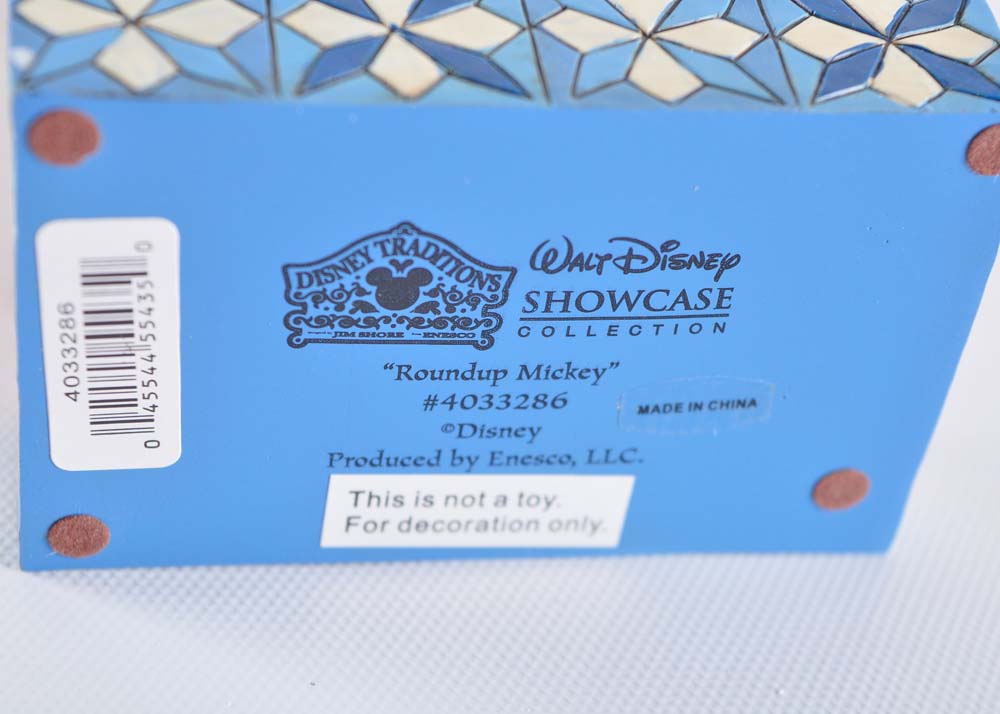 DISNEY TRADITIONS
JIM SHORE
ENESCO
WALT DISNEY
SHOWCASE
COLLECTION
"Roundup Mickey"
#4033286
©Disney
Produced by Enesco, LLC.
MADE IN CHINA
This is not a toy.
For decoration only.
4033286
0 45544 55435 0